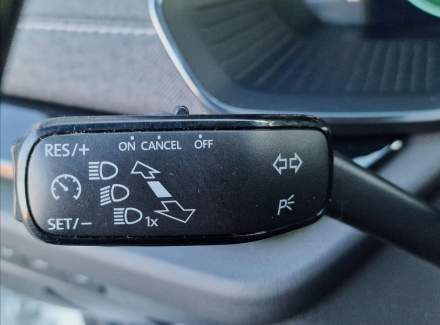 RES/+ ON CANCEL OFF
SET/- 1x
P